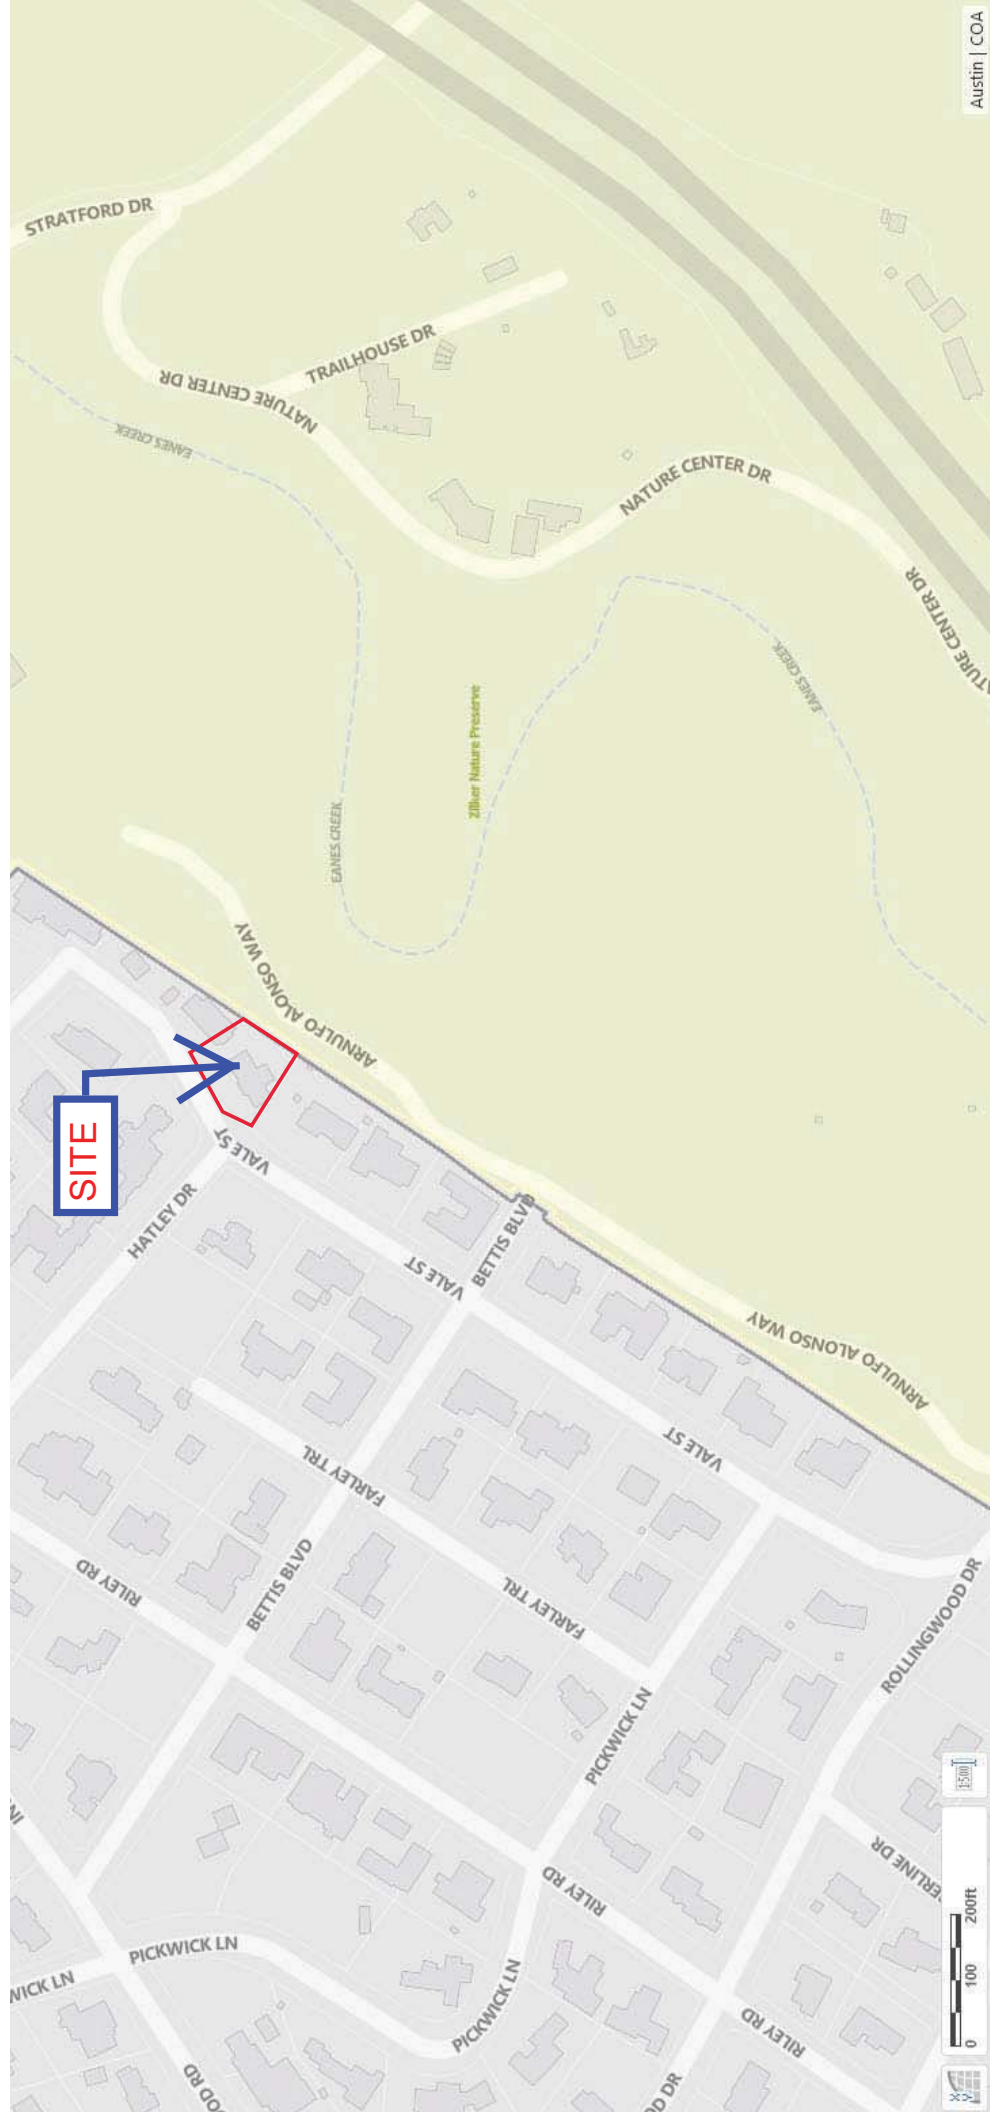 Austin | COA
STRATFORD DR
TRAILHOUSE DR
NATURE CENTER DR
EANES CREEK
NATURE CENTER DR
NATURE CENTER DR
EANES CREEK
Zilker Nature Preserve
EANES CREEK
ARNULFO ALONSO WAY
SITE
VALE ST
HATLEY DR
BETTIS BLVD
VALE ST
ARNULFO ALONSO WAY
FARLEY TRL
VALE ST
RILEY RD
BETTIS BLVD
FARLEY TRL
ROLLINGWOOD DR
PICKWICK LN
RILEY RD
PICKWICK LN
PICKWICK LN
RILEY RD
0 100 200ft
1:500